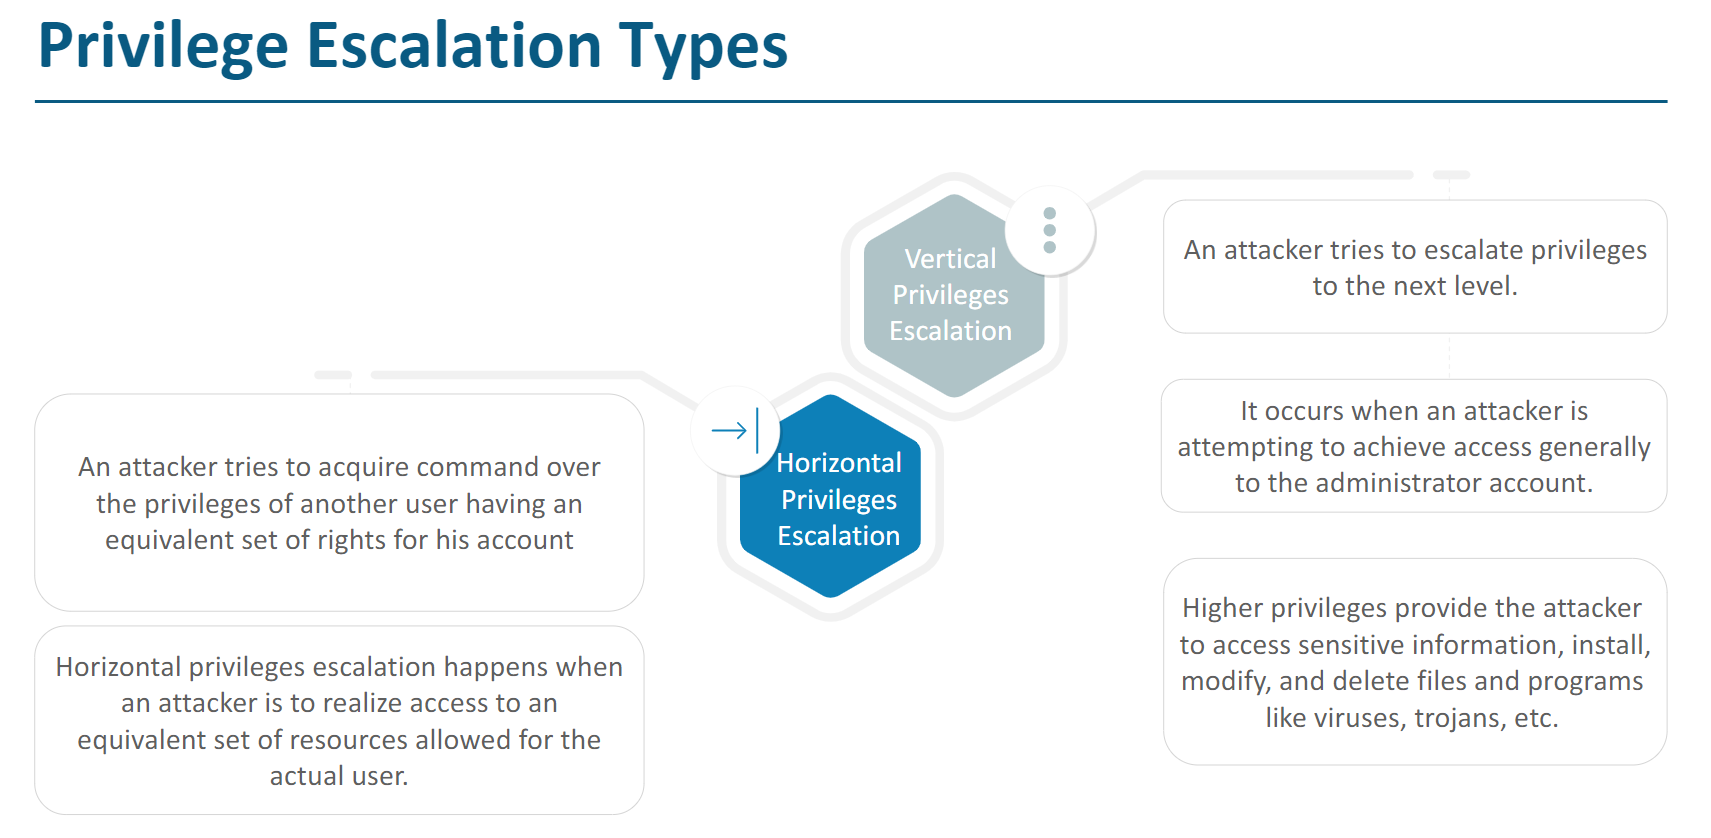 Privilege Escalation Types
Vertical
Privileges
Escalation
An attacker tries to escalate privileges
to the next level.
It occurs when an attacker is
attempting to achieve access generally
to the administrator account.
Higher privileges provide the attacker
to access sensitive information, install,
modify, and delete files and programs
like viruses, trojans, etc.
Horizontal
Privileges
Escalation
An attacker tries to acquire command over
the privileges of another user having an
equivalent set of rights for his account
Horizontal privileges escalation happens when
an attacker is to realize access to an
equivalent set of resources allowed for the
actual user.